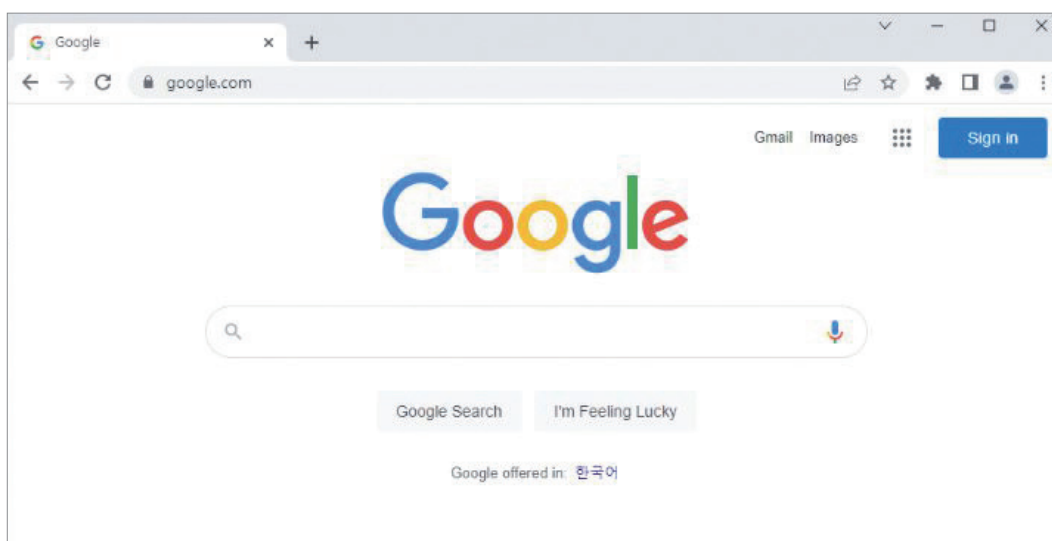 Google
google.com
Gmail Images Sign in
Google
Google Search I'm Feeling Lucky
Google offered in: 한국어